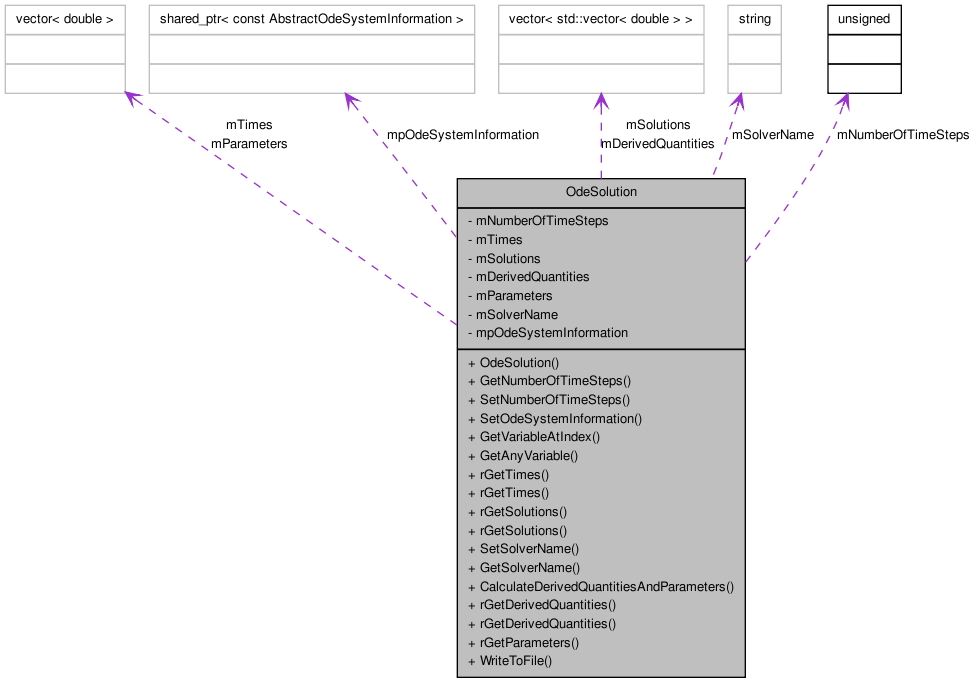 vector< double >
shared_ptr< const AbstractOdeSystemInformation >
vector< std::vector< double > >
string
unsigned
mTimes
mParameters
mpOdeSystemInformation
mSolutions
mDerivedQuantities
mSolverName
mNumberOfTimeSteps
OdeSolution
- mNumberOfTimeSteps
- mTimes
- mSolutions
- mDerivedQuantities
- mParameters
- mSolverName
- mpOdeSystemInformation
+ OdeSolution()
+ GetNumberOfTimeSteps()
+ SetNumberOfTimeSteps()
+ SetOdeSystemInformation()
+ GetVariableAtIndex()
+ GetAnyVariable()
+ rGetTimes()
+ rGetTimes()
+ rGetSolutions()
+ rGetSolutions()
+ SetSolverName()
+ GetSolverName()
+ CalculateDerivedQuantitiesAndParameters()
+ rGetDerivedQuantities()
+ rGetDerivedQuantities()
+ rGetParameters()
+ WriteToFile()